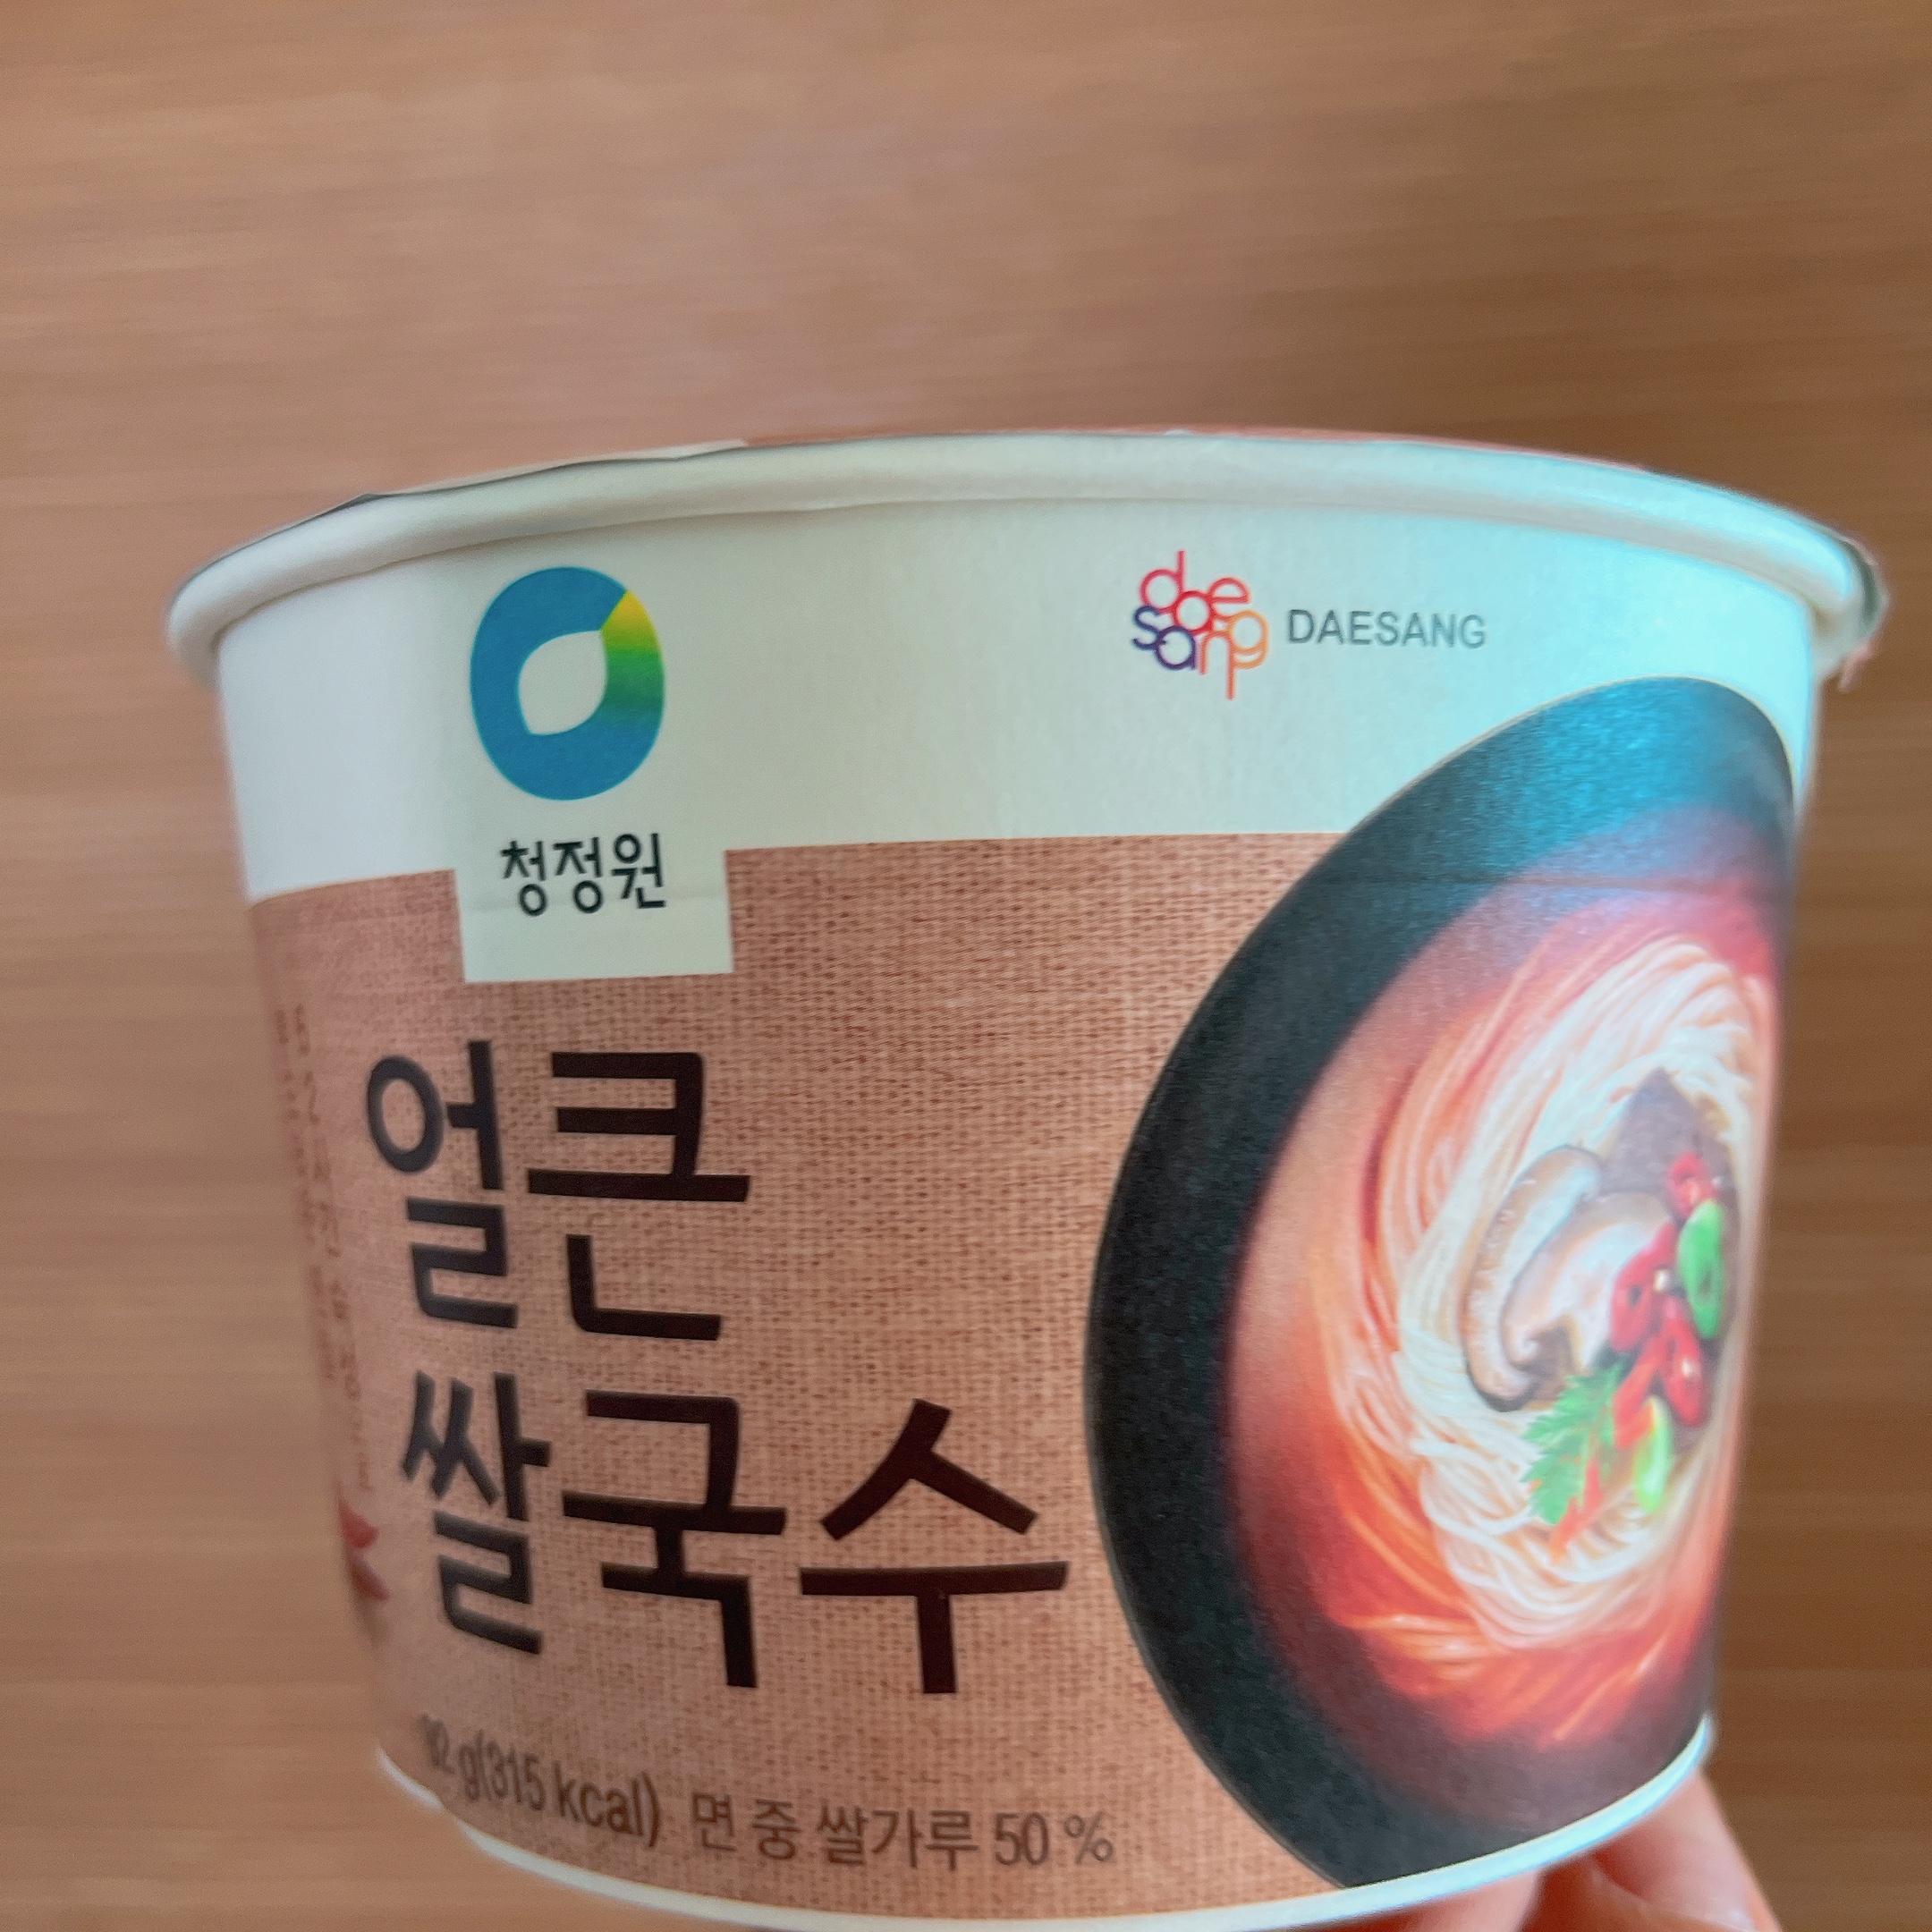 청정원
daesang DAESANG
얼큰
쌀국수
g(315 kcal) 면 중 쌀가루 50 %